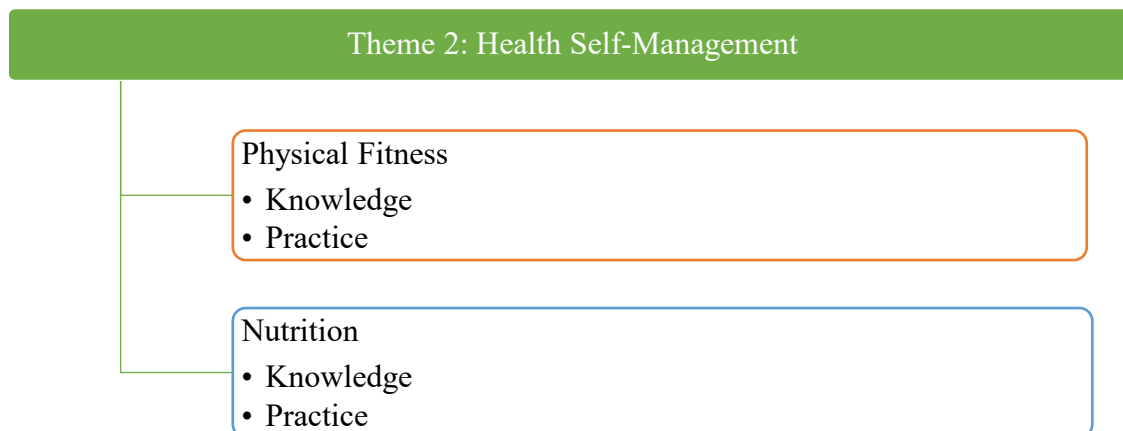 Theme 2: Health Self-Management
Physical Fitness
• Knowledge
• Practice
Nutrition
• Knowledge
• Practice